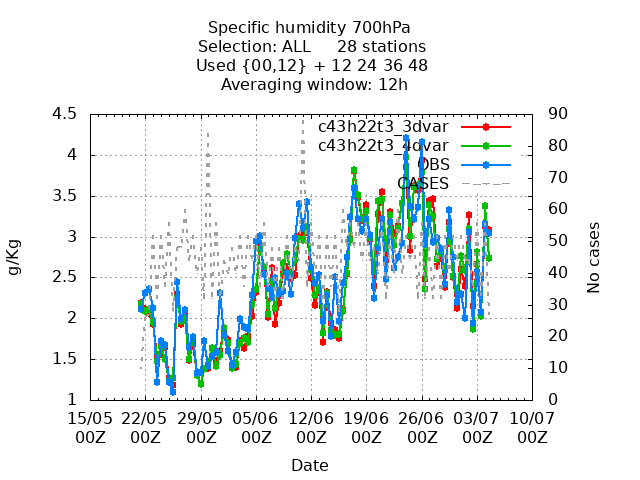 Specific humidity 700hPa
Selection: ALL 28 stations
Used {00,12} + 12 24 36 48
Averaging window: 12h
4.5 90
c43h22t3_3dvar
c43h22t3_4dvar
4 80
OBS
CASES
70
3.5
60
3
50
g/Kg
No cases
2.5
40
30
2
20
1.5
10
1 0
15/05 22/05 29/05 05/06 12/06 19/06 26/06 03/07 10/07
00Z 00Z 00Z 00Z 00Z 00Z 00Z 00Z 00Z
Date